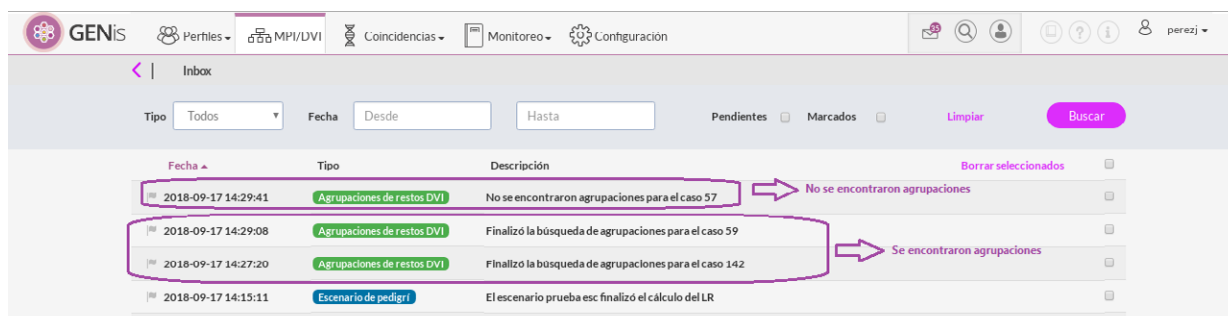 GENis Perfiles MPI/DVI Coincidencias Monitoreo Configuración 35 ? i perezj
Inbox
Tipo Todos Fecha Desde Hasta Pendientes Marcados Limpiar Buscar
Fecha Tipo Descripción Borrar seleccionados
2018-09-17 14:29:41 Agrupaciones de restos DVI No se encontraron agrupaciones para el caso 57 No se encontraron agrupaciones
2018-09-17 14:29:08 Agrupaciones de restos DVI Finalizó la búsqueda de agrupaciones para el caso 59
Se encontraron agrupaciones
2018-09-17 14:27:20 Agrupaciones de restos DVI Finalizó la búsqueda de agrupaciones para el caso 142
2018-09-17 14:15:11 Escenario de pedigrí El escenario prueba esc finalizó el cálculo del LR